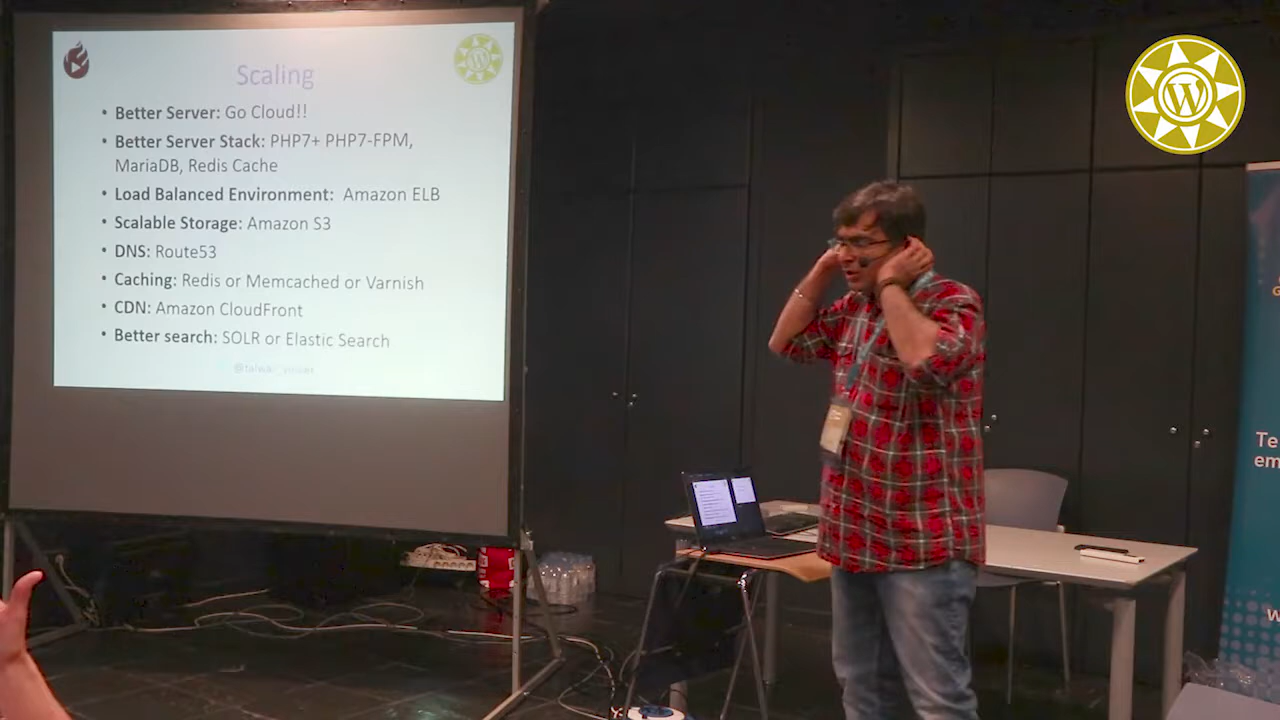 Scaling
• Better Server: Go Cloud!!
• Better Server Stack: PHP7+ PHP7-FPM,
MariaDB, Redis Cache
• Load Balanced Environment: Amazon ELB
• Scalable Storage: Amazon S3
• DNS: Route53
• Caching: Redis or Memcached or Varnish
• CDN: Amazon CloudFront
• Better search: SOLR or Elastic Search
W
Te
em
W